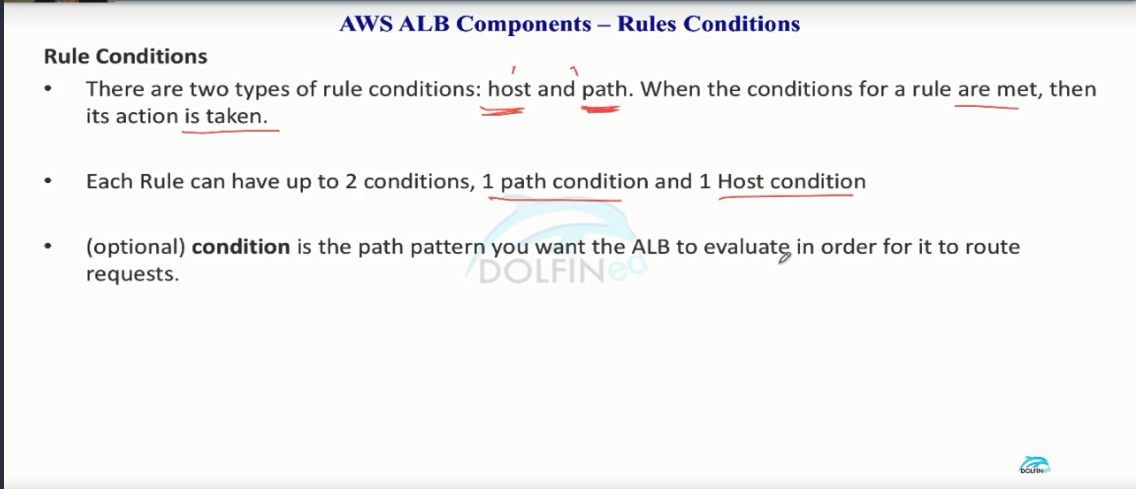 AWS ALB Components – Rules Conditions
Rule Conditions
• There are two types of rule conditions: host and path. When the conditions for a rule are met, then
its action is taken.
• Each Rule can have up to 2 conditions, 1 path condition and 1 Host condition
• (optional) condition is the path pattern you want the ALB to evaluate in order for it to route
requests.
DOLFINed
DOLFINed